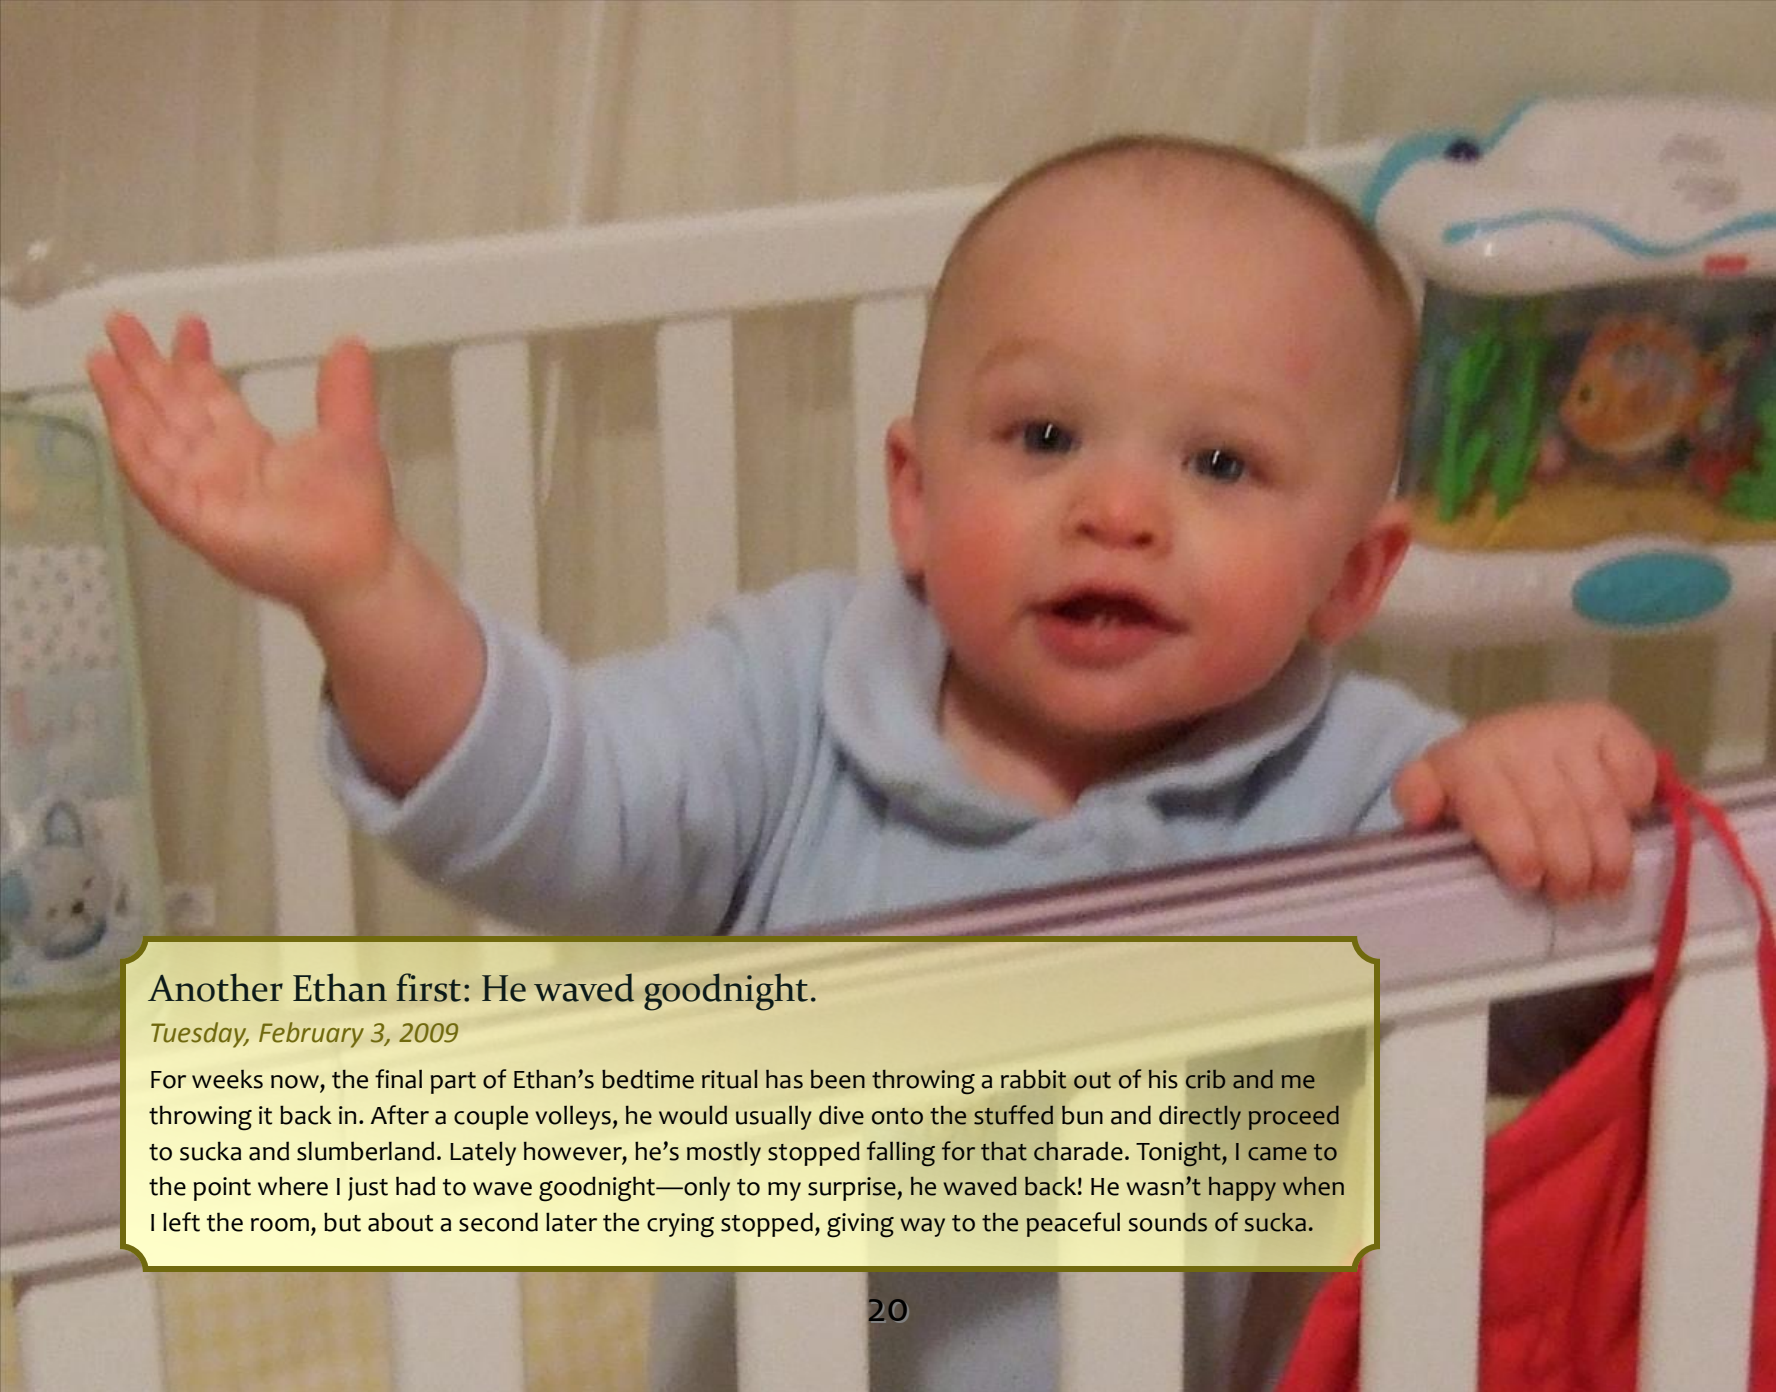 Another Ethan first: He waved goodnight.
Tuesday, February 3, 2009
For weeks now, the final part of Ethan’s bedtime ritual has been throwing a rabbit out of his crib and me
throwing it back in. After a couple volleys, he would usually dive onto the stuffed bun and directly proceed
to sucka and slumberland. Lately however, he’s mostly stopped falling for that charade. Tonight, I came to
the point where I just had to wave goodnight—only to my surprise, he waved back! He wasn’t happy when
I left the room, but about a second later the crying stopped, giving way to the peaceful sounds of sucka.
20